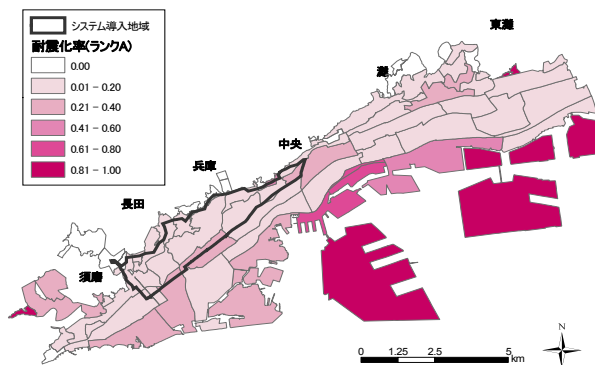 システム導入地域
耐震化率(ランクA)
0.00
0.01 - 0.20
0.21 - 0.40
0.41 - 0.60
0.61 - 0.80
0.81 - 1.00
東灘
灘
中央
兵庫
長田
須磨
N
0 1.25 2.5 5
km